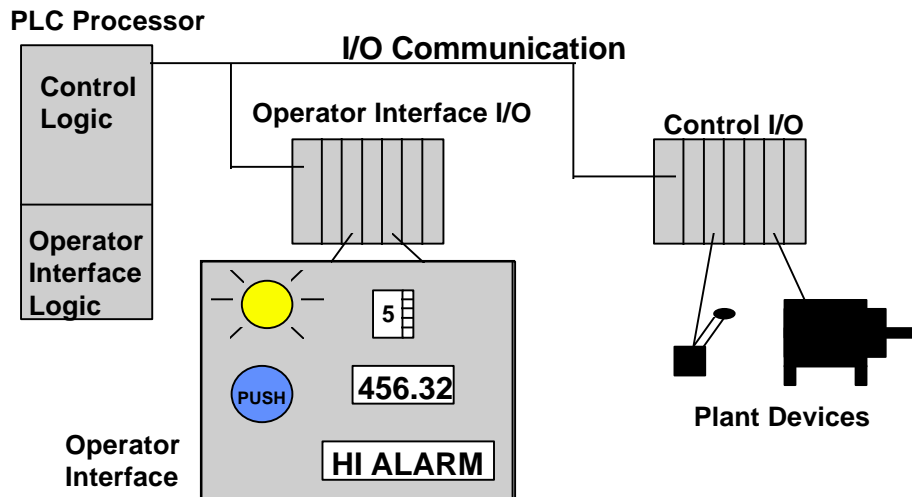 PLC Processor
I/O Communication
Control
Logic
Operator Interface I/O
Control I/O
Operator
Interface
Logic
5
456.32
PUSH
Plant Devices
Operator
Interface
HI ALARM